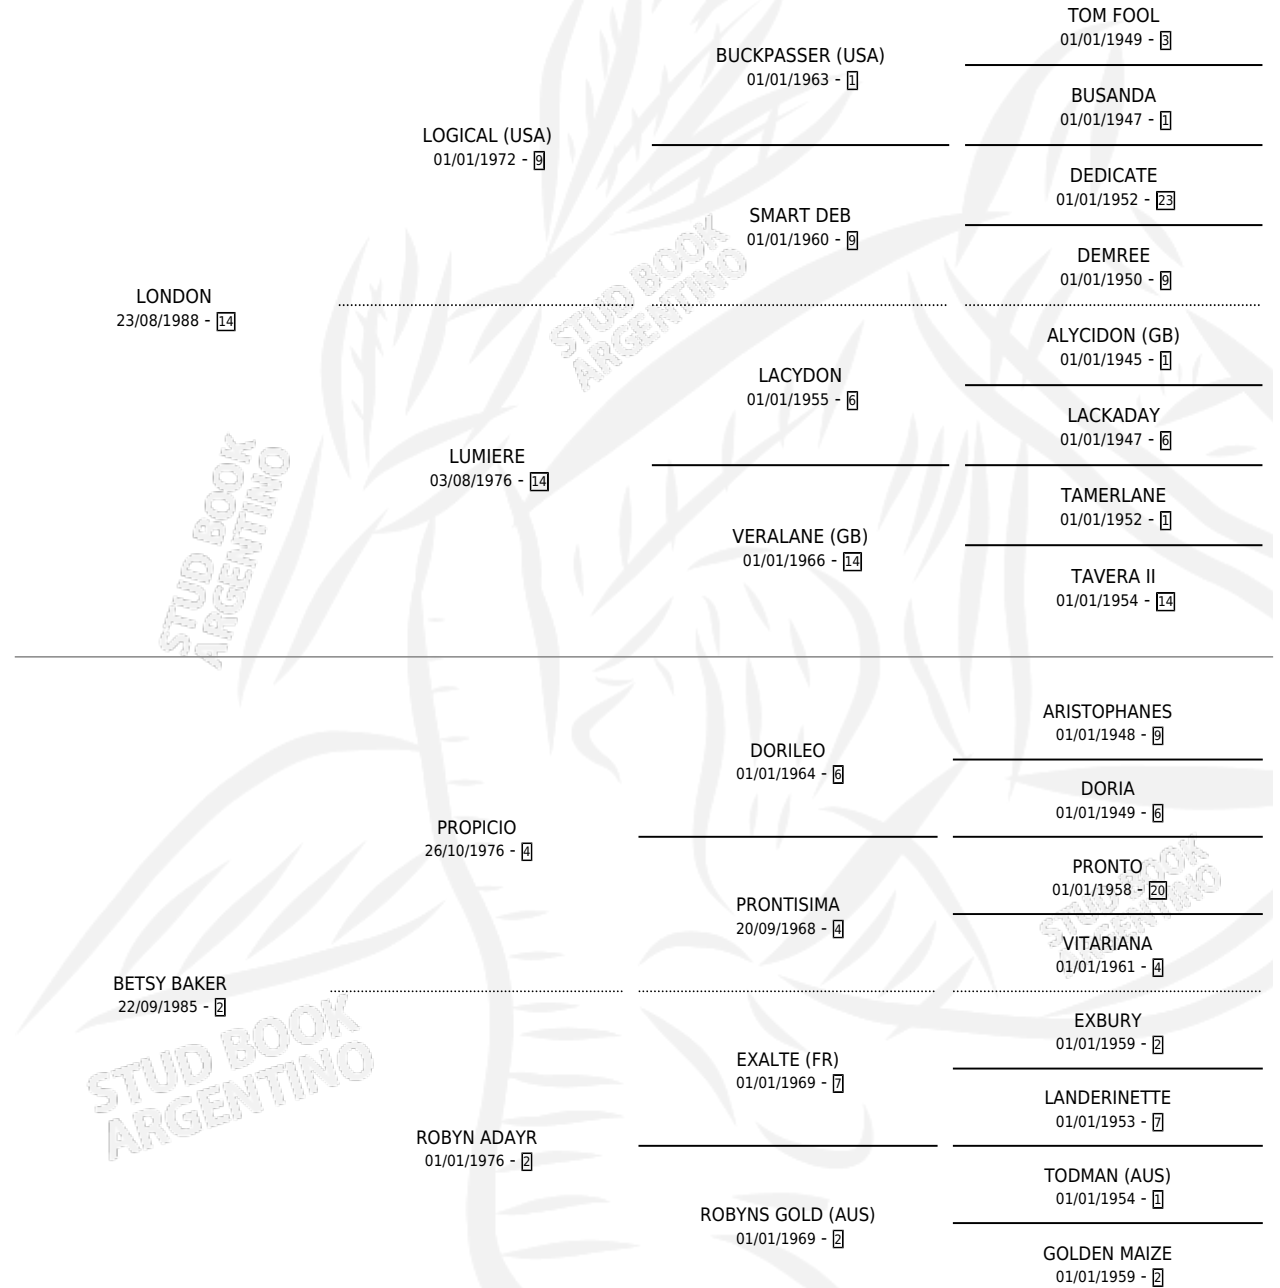 TOM FOOL
01/01/1949 - 3
BUCKPASSER (USA)
01/01/1963 - 1
BUSANDA
01/01/1947 - 1
LOGICAL (USA)
01/01/1972 - 9
DEDICATE
01/01/1952 - 23
SMART DEB
01/01/1960 - 9
DEMREE
01/01/1950 - 9
LONDON
23/08/1988 - 14
ALYCIDON (GB)
01/01/1945 - 1
LACYDON
01/01/1955 - 6
LACKADAY
01/01/1947 - 6
LUMIERE
03/08/1976 - 14
TAMERLANE
01/01/1952 - 1
VERALANE (GB)
01/01/1966 - 14
TAVERA II
01/01/1954 - 14
ARISTOPHANES
01/01/1948 - 9
DORILEO
01/01/1964 - 6
DORIA
01/01/1949 - 6
PROPICIO
26/10/1976 - 4
PRONTO
01/01/1958 - 20
PRONTISIMA
20/09/1968 - 4
VITARIANA
01/01/1961 - 4
BETSY BAKER
22/09/1985 - 2
EXBURY
01/01/1959 - 2
EXALTE (FR)
01/01/1969 - 7
LANDERINETTE
01/01/1953 - 7
ROBYN ADAYR
01/01/1976 - 2
TODMAN (AUS)
01/01/1954 - 1
ROBYNS GOLD (AUS)
01/01/1969 - 2
GOLDEN MAIZE
01/01/1959 - 2
STUD BOOK
ARGENTINO
STUD BOOK
ARGENTINO
STUD BOOK
ARGENTINO
STUD BOOK
ARGENTINO